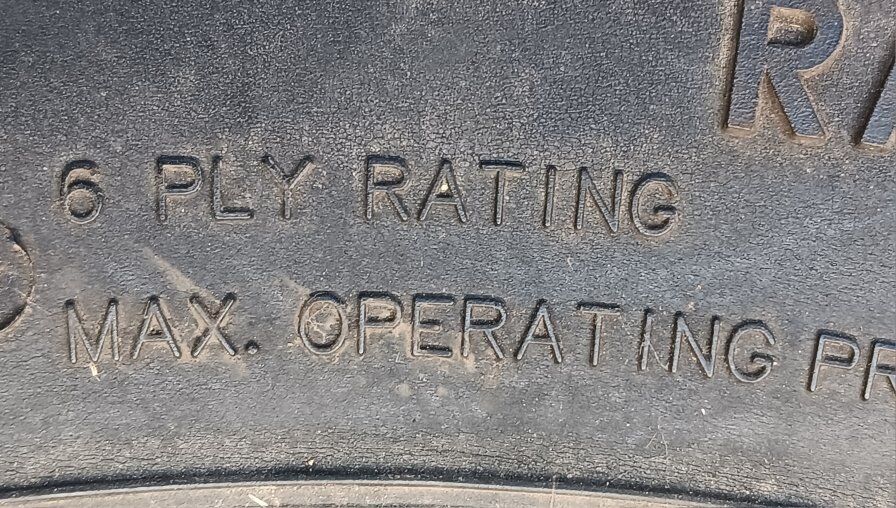 6 PLY RATING
MAX. OPERATING